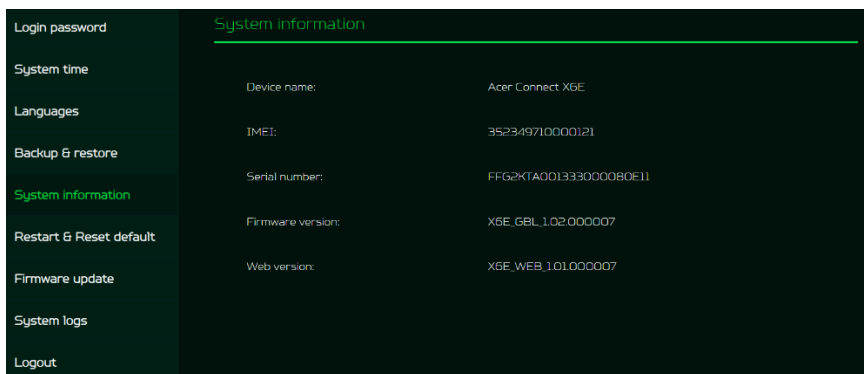 Login password
System time
Languages
Backup & restore
System information
Restart & Reset default
Firmware update
System logs
Logout
System information
Device name: Acer Connect X6E
IMEI: 352349710000121
Serial number: FFG2KTA001333000080E11
Firmware version: X6E_GBL_1.02.000007
Web version: X6E_WEB_1.01.000007